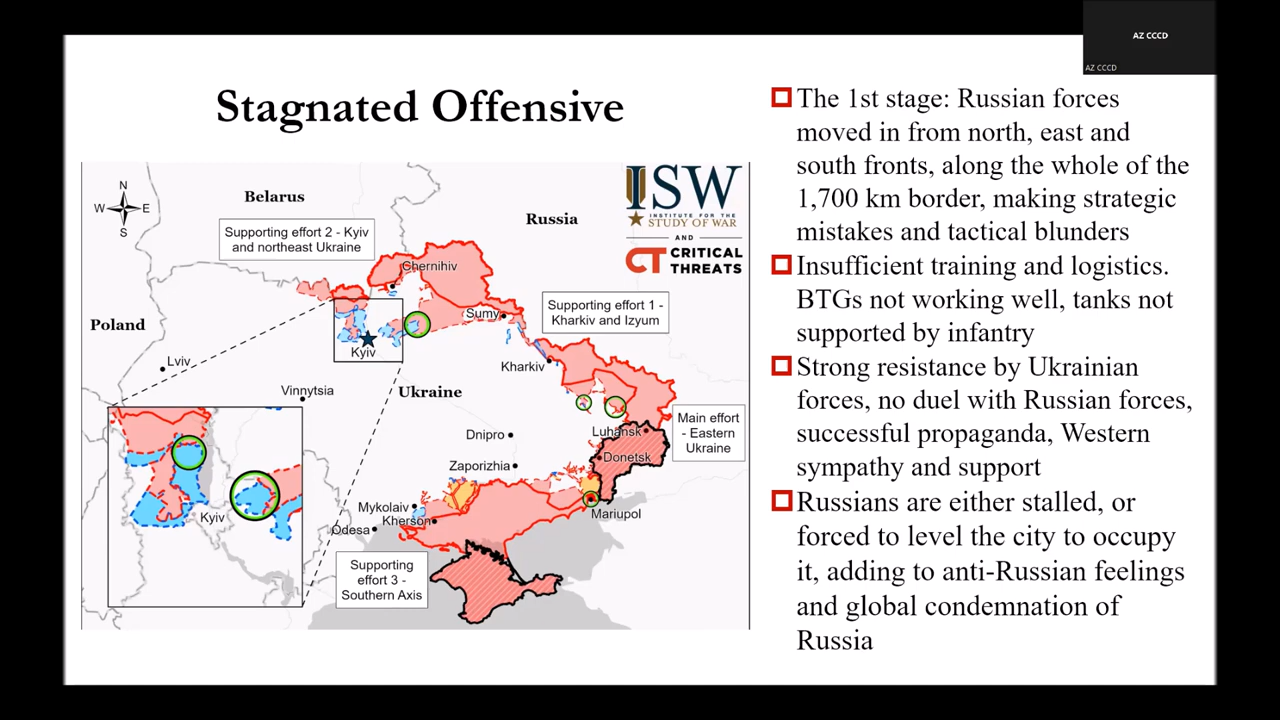 AZ CCCD
AZ CCCD
Stagnated Offensive
N
W E
S
Belarus
Russia
Poland
Ukraine
ISW
INSTITUTE FOR THE
STUDY OF WAR
AND
CT CRITICAL
THREATS
Supporting effort 2 - Kyiv
and northeast Ukraine
Chernihiv
Supporting effort 1 -
Kharkiv and Izyum
Sumy
Kyiv
Lviv
Kharkiv
Vinnytsia
Main effort
- Eastern
Ukraine
Luhansk
Dnipro
Donetsk
Zaporizhia
Mykolaiv
Kherson
Mariupol
Odesa
Kyiv
Supporting
effort 3 -
Southern Axis
The 1st stage: Russian forces
moved in from north, east and
south fronts, along the whole of the
1,700 km border, making strategic
mistakes and tactical blunders
Insufficient training and logistics.
BTGs not working well, tanks not
supported by infantry
Strong resistance by Ukrainian
forces, no duel with Russian forces,
successful propaganda, Western
sympathy and support
Russians are either stalled, or
forced to level the city to occupy
it, adding to anti-Russian feelings
and global condemnation of
Russia